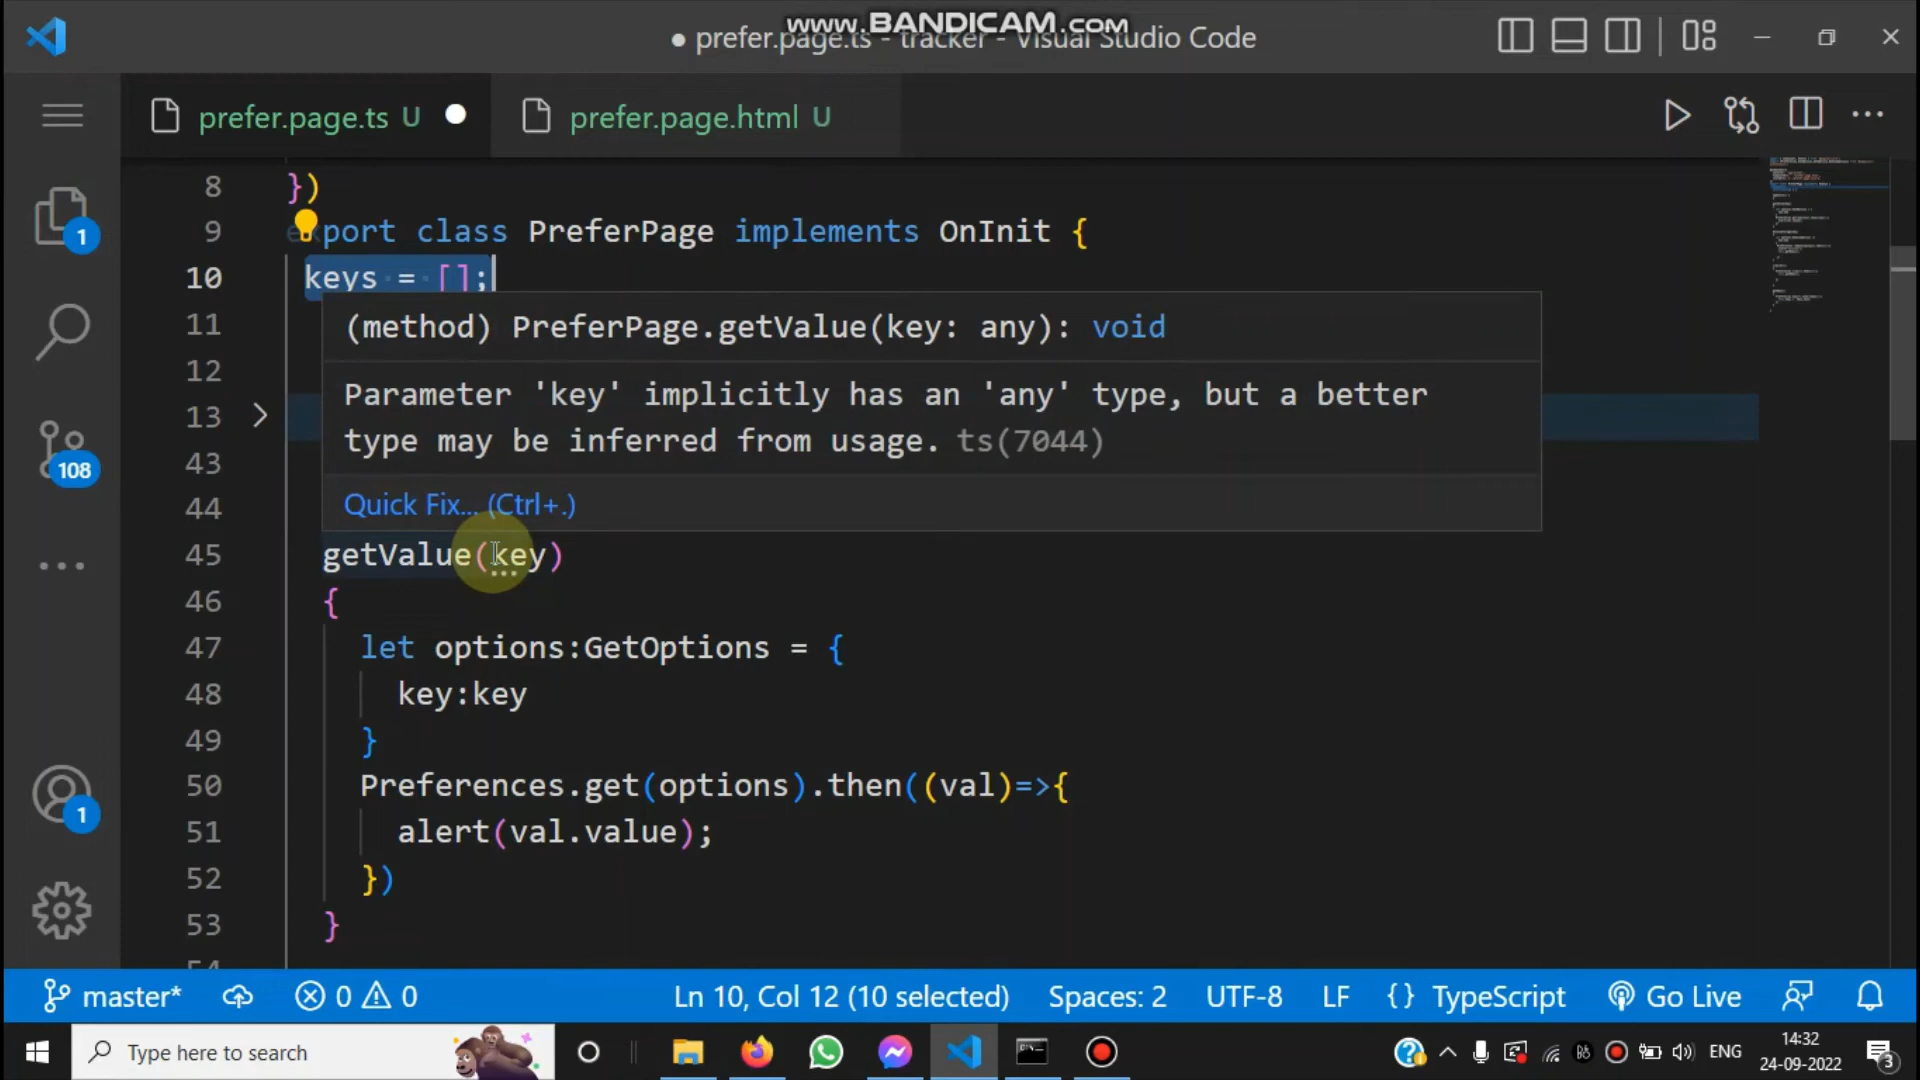 www.BANDICAM.com
● prefer.page.ts - tracker - Visual Studio Code
prefer.page.ts U
prefer.page.html U
8 })
9 export class PreferPage implements OnInit {
10 keys = [];
11
(method) PreferPage.getValue(key: any): void
12
Parameter 'key' implicitly has an 'any' type, but a better
13
type may be inferred from usage. ts(7044)
43
44
Quick Fix... (Ctrl+.)
45 getValue(key)
46 {
47 let options:GetOptions = {
48 key:key
49 }
50 Preferences.get(options).then((val)=>{
51 alert(val.value);
52 })
53 }
54
1
108
1
master* 0 0 Ln 10, Col 12 (10 selected) Spaces: 2 UTF-8 LF {} TypeScript Go Live
Type here to search
ENG
14:32
24-09-2022
3